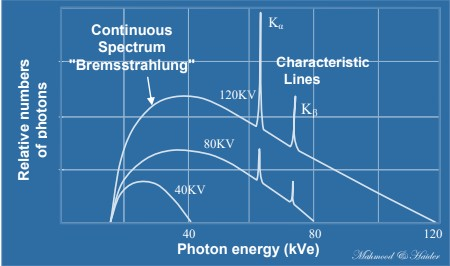 Continuous
Spectrum
"Bremsstrahlung"
Kα
Characteristic
Lines
Kβ
120KV
80KV
40KV
Relative numbers
of photons
40
80
120
Photon energy (kVe)
Mahmood & Haider